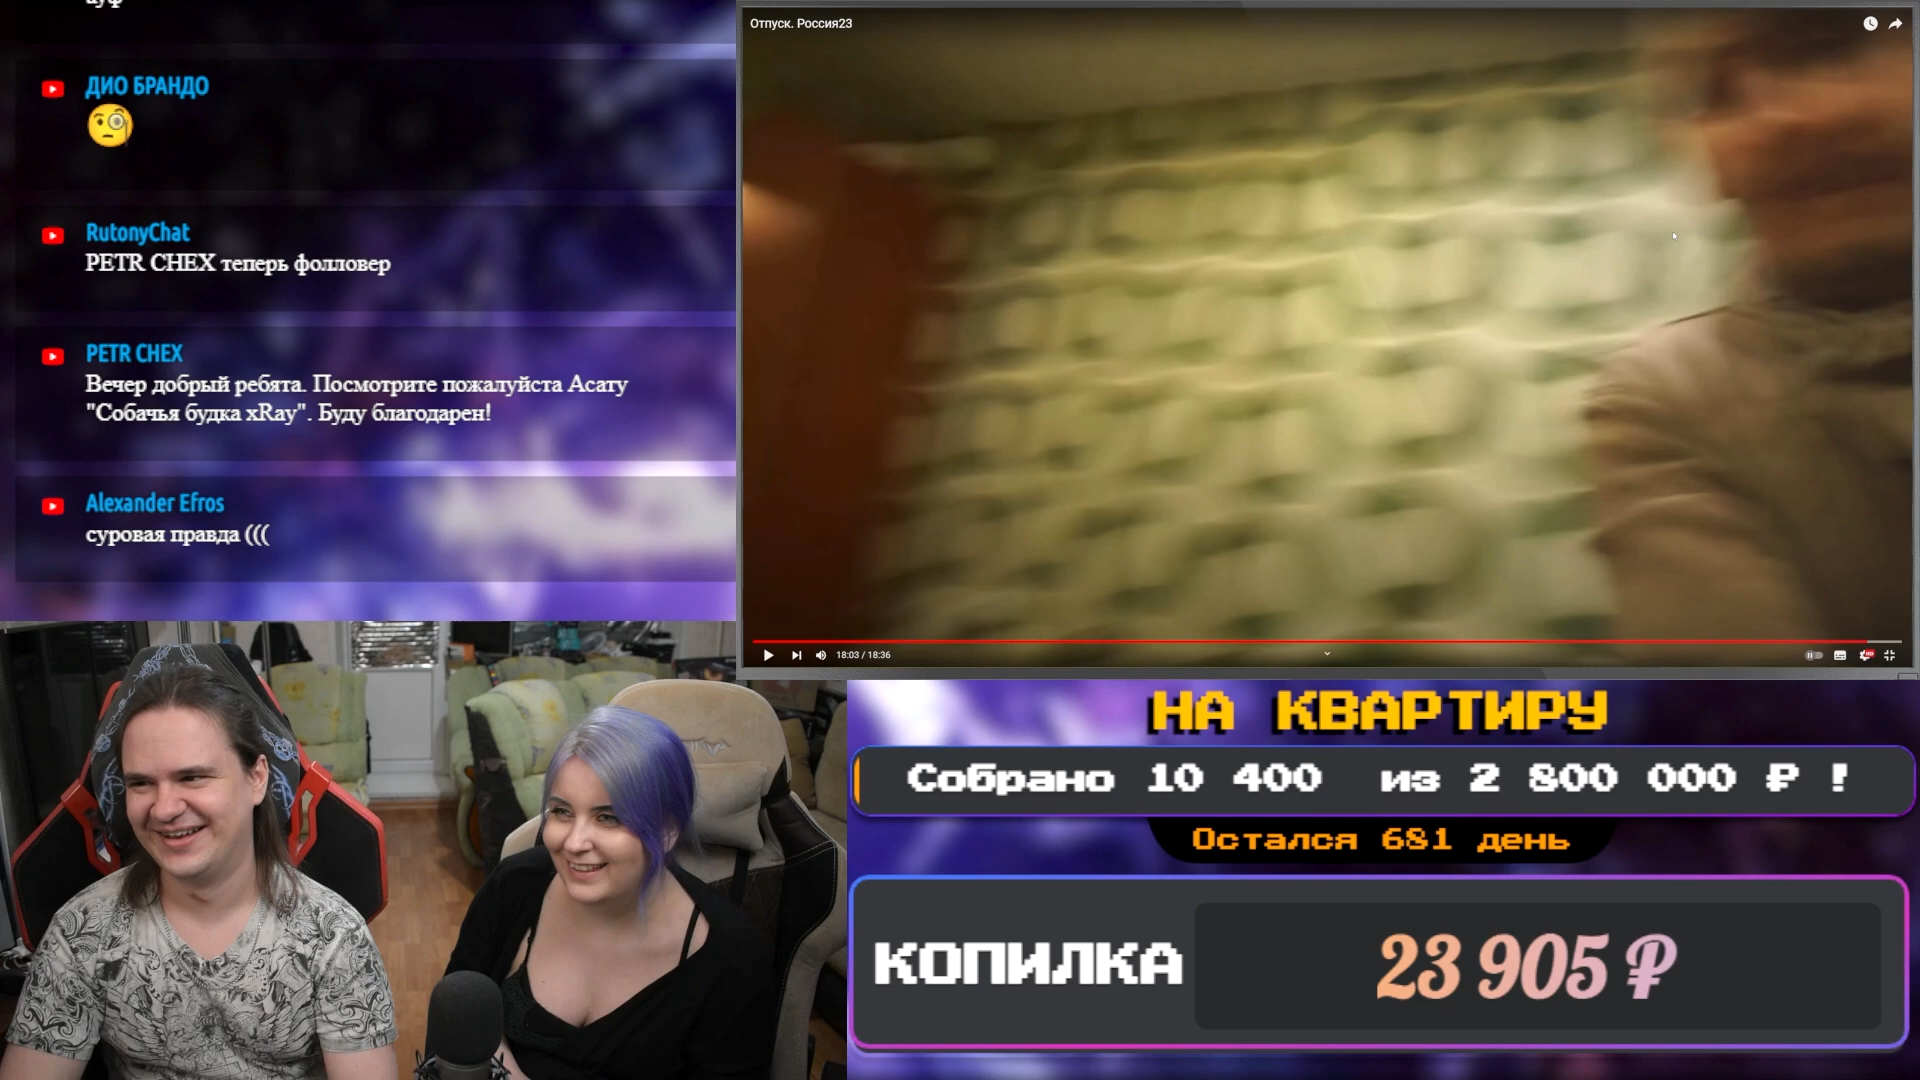 ауф
ДИО БРАНДО
RutonyChat
PETR CHEX теперь фолловер
PETR CHEX
Вечер добрый ребята. Посмотрите пожалуйста Асату
"Собачья будка xRay". Буду благодарен!
Alexander Efros
суровая правда (((
Отпуск. Россия23
18:03 / 18:36
НА КВАРТИРУ
Собрано 10 400 из 2 800 000 ₽ !
Остался 681 день
КОПИЛКА
23 905 ₽